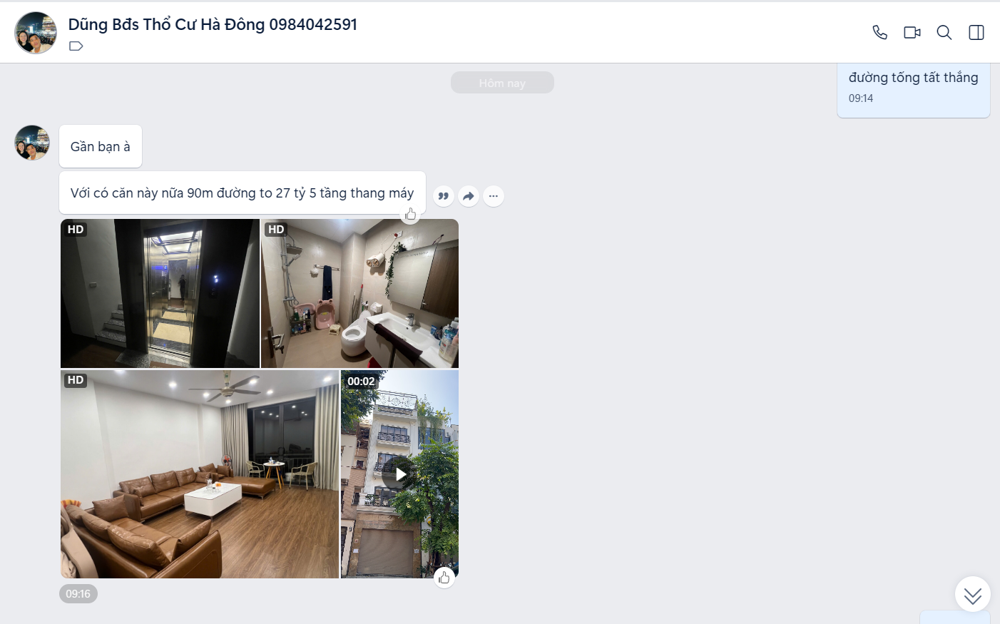 Dũng Bđs Thổ Cư Hà Đông 0984042591
Hôm nay
đường tống tất thắng
09:14
Gần bạn à
Với có căn này nữa 90m đường to 27 tỷ 5 tầng thang máy
HD
HD
HD
00:02
09:16